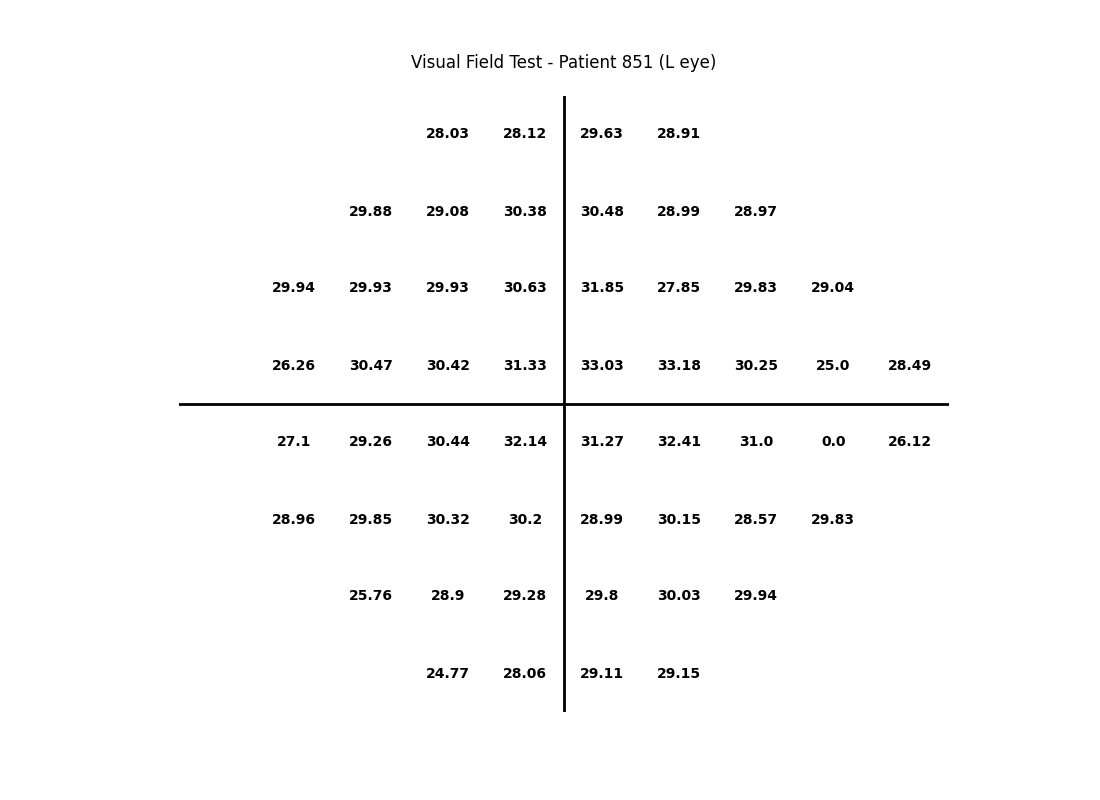 Visual Field Test - Patient 851 (L eye)
28.03 28.12 29.63 28.91
29.88 29.08 30.38 30.48 28.99 28.97
29.94 29.93 29.93 30.63 31.85 27.85 29.83 29.04
26.26 30.47 30.42 31.33 33.03 33.18 30.25 25.0 28.49
27.1 29.26 30.44 32.14 31.27 32.41 31.0 0.0 26.12
28.96 29.85 30.32 30.2 28.99 30.15 28.57 29.83
25.76 28.9 29.28 29.8 30.03 29.94
24.77 28.06 29.11 29.15